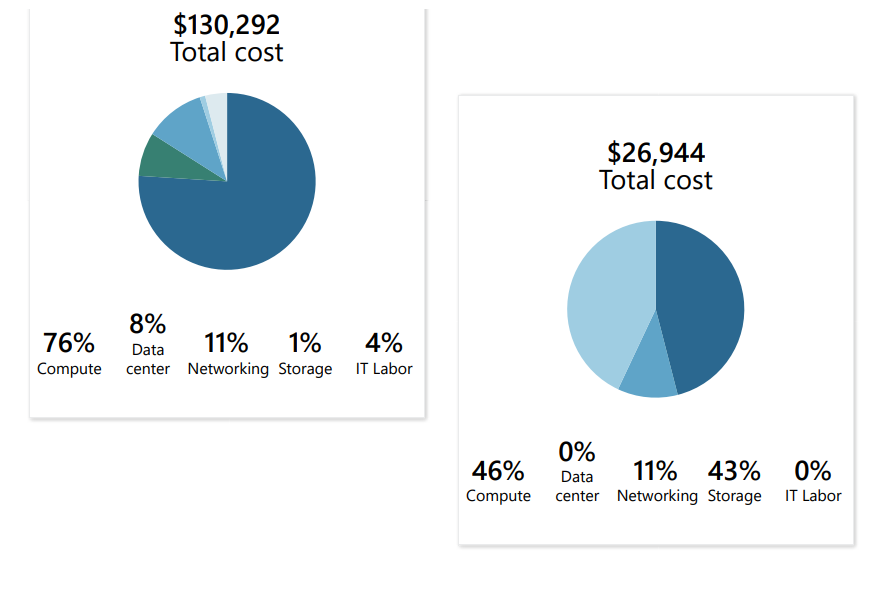 $130,292
Total cost
76%
Compute
8%
Data
center
11%
Networking
1%
Storage
4%
IT Labor
$26,944
Total cost
46%
Compute
0%
Data
center
11%
Networking
43%
Storage
0%
IT Labor